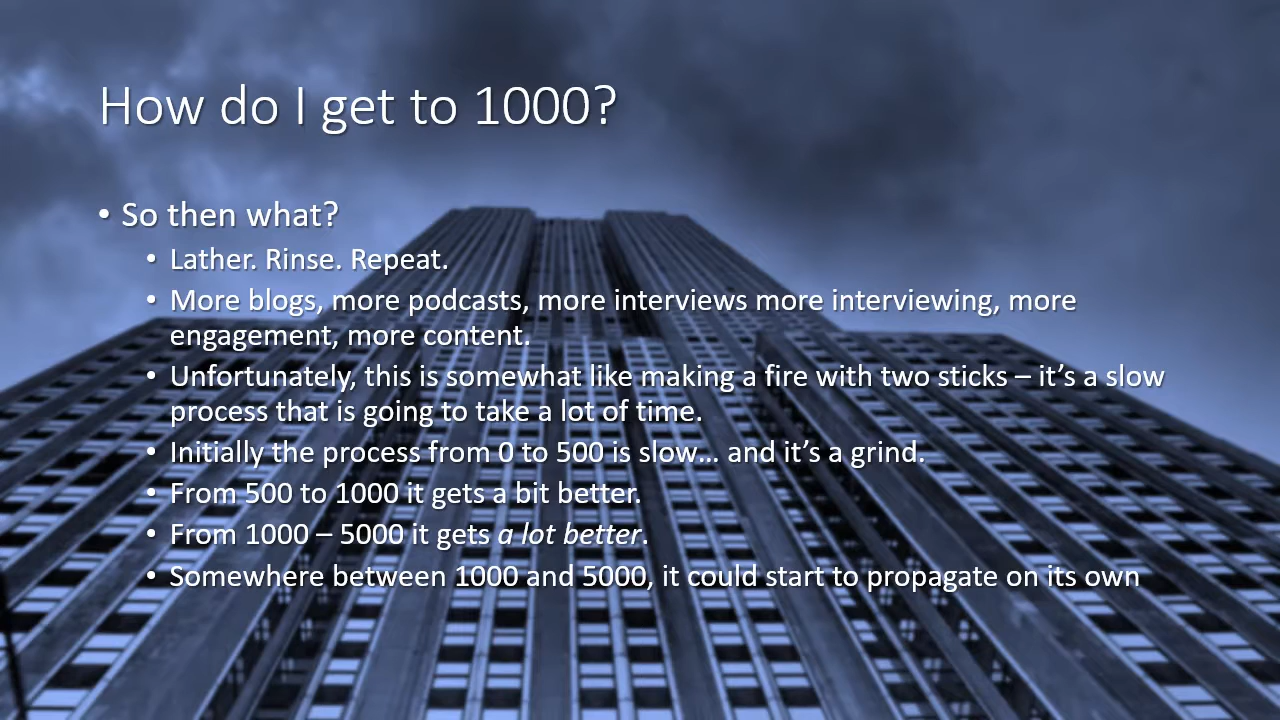 How do I get to 1000?
• So then what?
• Lather. Rinse. Repeat.
• More blogs, more podcasts, more interviews more interviewing, more
engagement, more content.
• Unfortunately, this is somewhat like making a fire with two sticks – it’s a slow
process that is going to take a lot of time.
• Initially the process from 0 to 500 is slow… and it’s a grind.
• From 500 to 1000 it gets a bit better.
• From 1000 – 5000 it gets a lot better.
• Somewhere between 1000 and 5000, it could start to propagate on its own